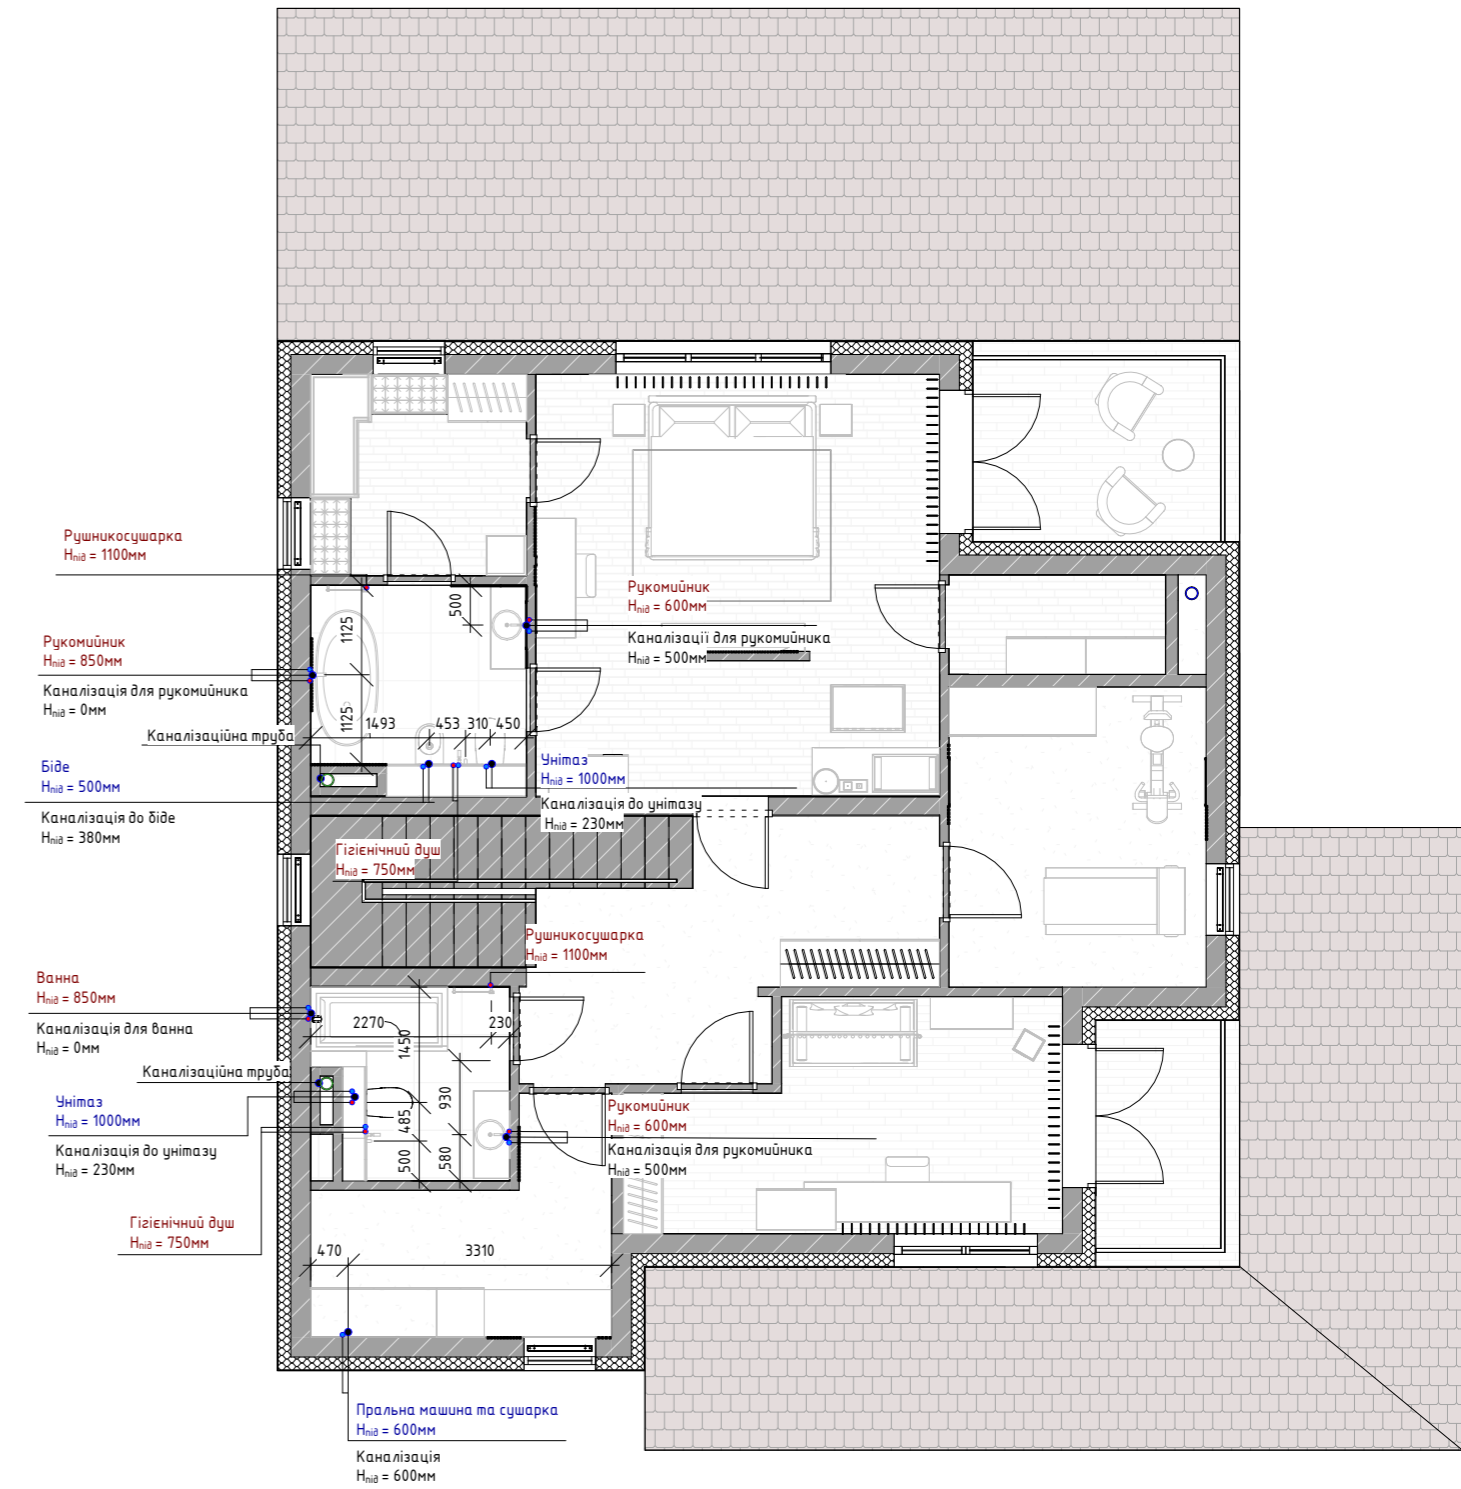 Рушникосушарка
Hпід = 1100мм
Рукомийник
Hпід = 600мм
Каналізації для рукомийника
Hпід = 500мм
500
1125
Рукомийник
Hпід = 850мм
Каналізація для рукомийника
Hпід = 0мм
Каналізаційна труба
1125
1493
453
310
450
Біде
Hпід = 500мм
Каналізація до біде
Hпід = 380мм
Унітаз
Hпід = 1000мм
Каналізація до унітазу
Hпід = 230мм
Гігієнічний душ
Hпід = 750мм
Рушникосушарка
Hпід = 1100мм
Ванна
Hпід = 850мм
Каналізація для ванна
Hпід = 0мм
2270
1450
230
Каналізаційна труба
Унітаз
Hпід = 1000мм
Каналізація до унітазу
Hпід = 230мм
930
485
500
580
Рукомийник
Hпід = 600мм
Каналізація для рукомийника
Hпід = 500мм
Гігієнічний душ
Hпід = 750мм
470
3310
Пральна машина та сушарка
Hпід = 600мм
Каналізація
Hпід = 600мм